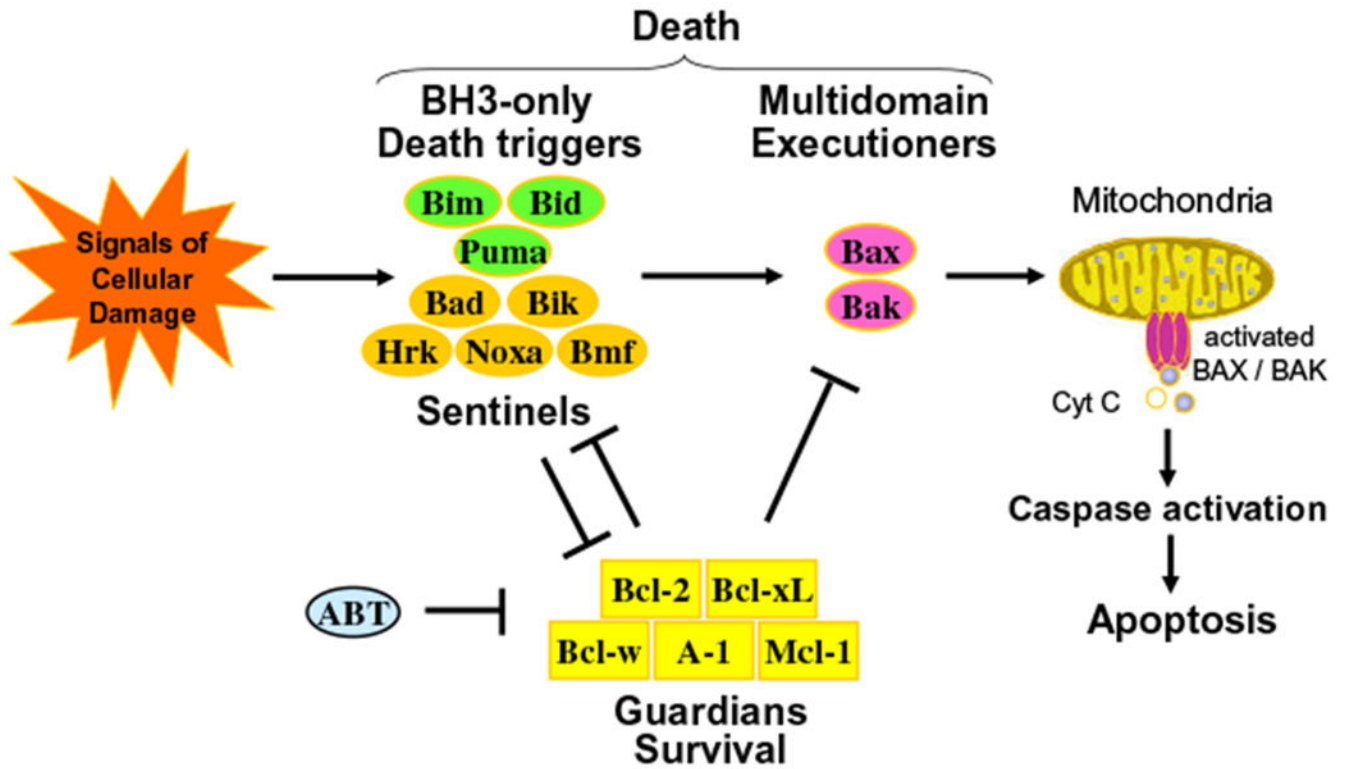 Death
BH3-only
Death triggers
Multidomain
Executioners
Signals of
Cellular
Damage
Bim
Bid
Puma
Bad
Bik
Hrk
Noxa
Bmf
Sentinels
Bax
Bak
Mitochondria
activated
BAX / BAK
Cyt C
Caspase activation
Apoptosis
ABT
Bcl-2
Bcl-xL
Bcl-w
A-1
Mcl-1
Guardians
Survival